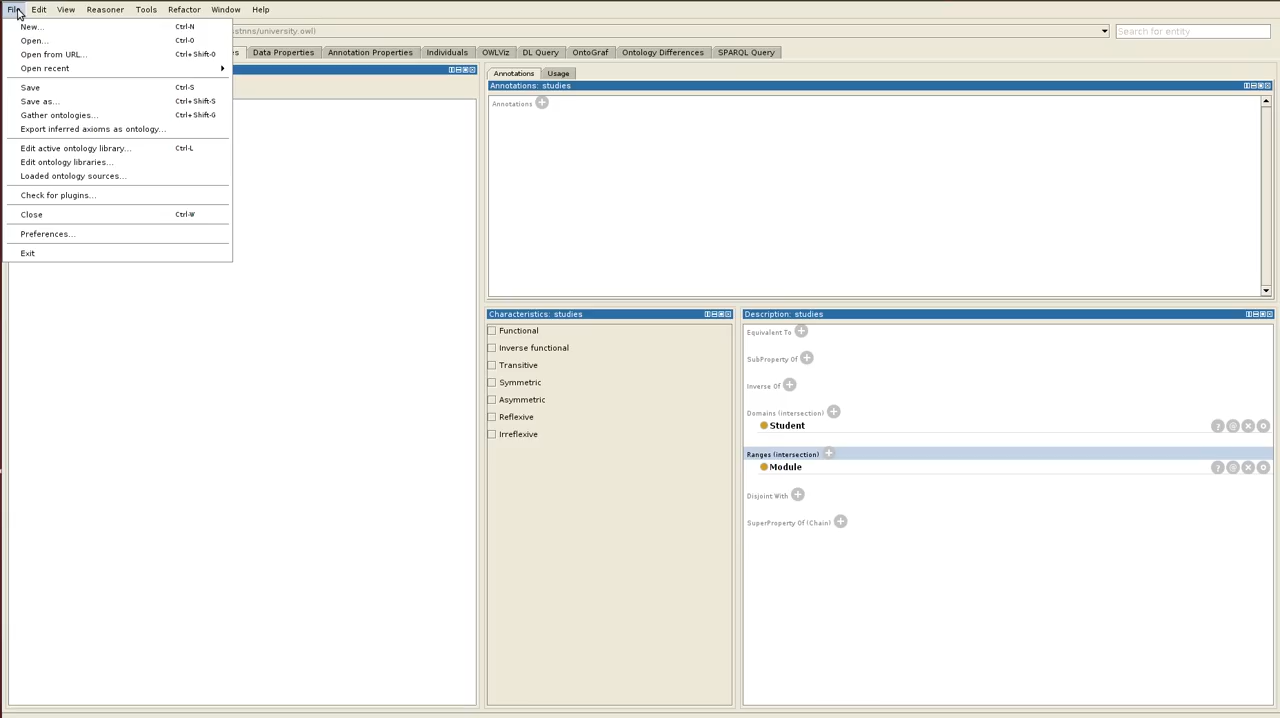 File Edit View Reasoner Tools Refactor Window Help
New... Ctrl-N
Open... Ctrl-O
Open from URL... Ctrl+Shift-O
Open recent
Save Ctrl-S
Save as... Ctrl+Shift-S
Gather ontologies... Ctrl+Shift-G
Export inferred axioms as ontology...
Edit active ontology library... Ctrl-L
Edit ontology libraries...
Loaded ontology sources...
Check for plugins...
Close Ctrl-W
Preferences...
Exit
stnns/university.owl)
Search for entity
es Data Properties Annotation Properties Individuals OWLViz DL Query OntoGraf Ontology Differences SPARQL Query
Annotations Usage
Annotations: studies
Annotations
Characteristics: studies
Functional
Inverse functional
Transitive
Symmetric
Asymmetric
Reflexive
Irreflexive
Description: studies
Equivalent To
SubProperty Of
Inverse Of
Domains (intersection)
Student
Ranges (intersection)
Module
Disjoint With
SuperProperty Of (Chain)